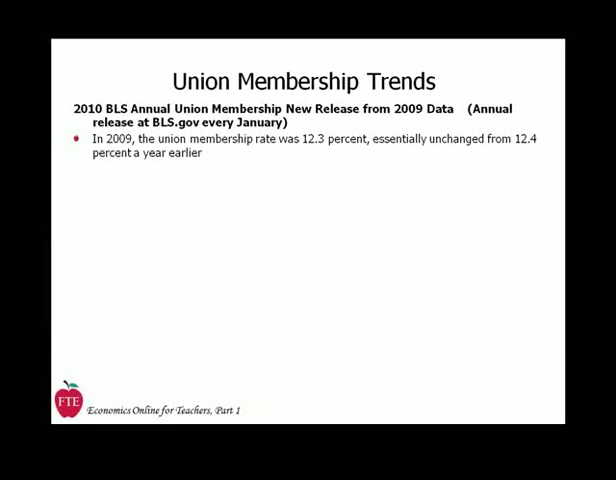 Union Membership Trends
2010 BLS Annual Union Membership New Release from 2009 Data (Annual
release at BLS.gov every January)
In 2009, the union membership rate was 12.3 percent, essentially unchanged from 12.4
percent a year earlier
FTE
Economics Online for Teachers, Part 1